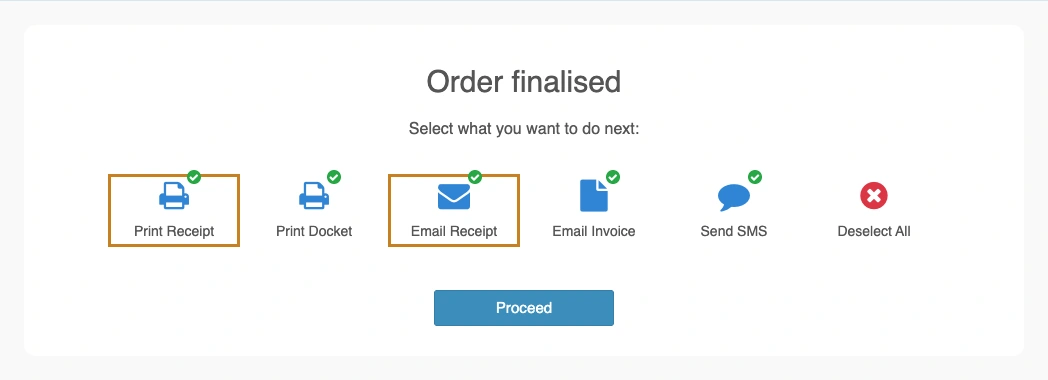 Order finalised
Select what you want to do next:
Print Receipt
Print Docket
Email Receipt
Email Invoice
Send SMS
Deselect All
Proceed